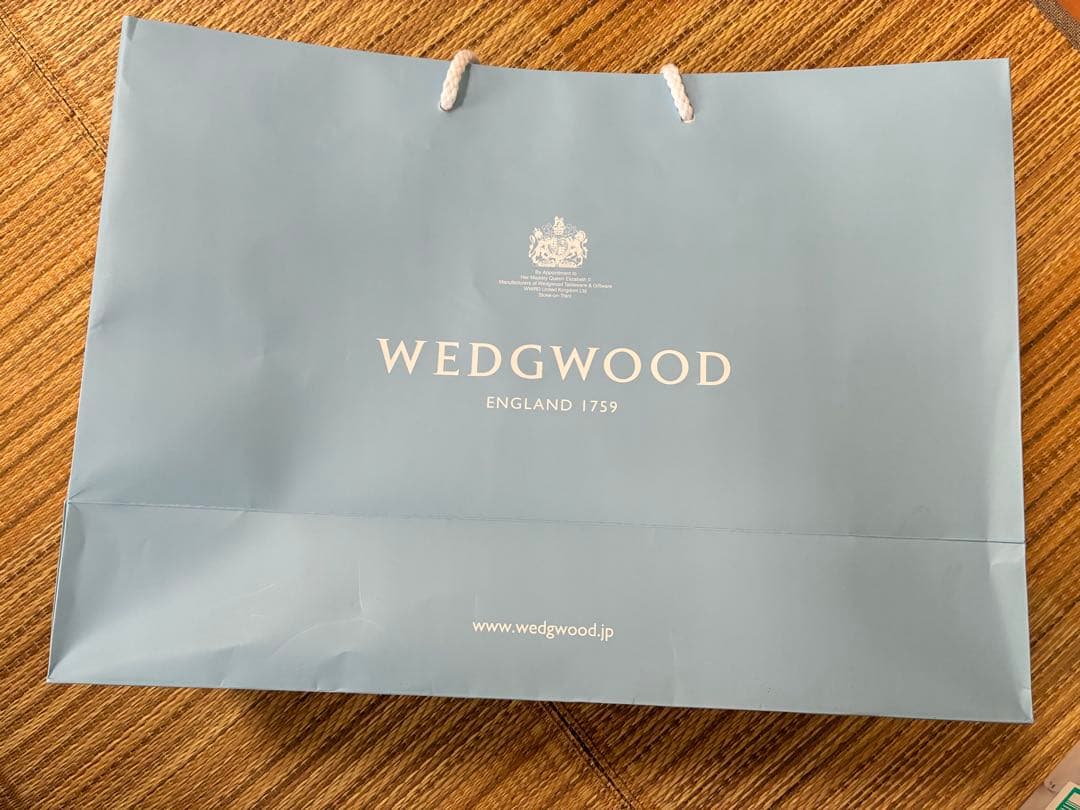 By Appointment to
Her Majesty Queen Elizabeth II
Manufacturers of Wedgwood Tableware & Giftware
WWRD United Kingdom Ltd
Stoke-on-Trent
WEDGWOOD
ENGLAND 1759
www.wedgwood.jp